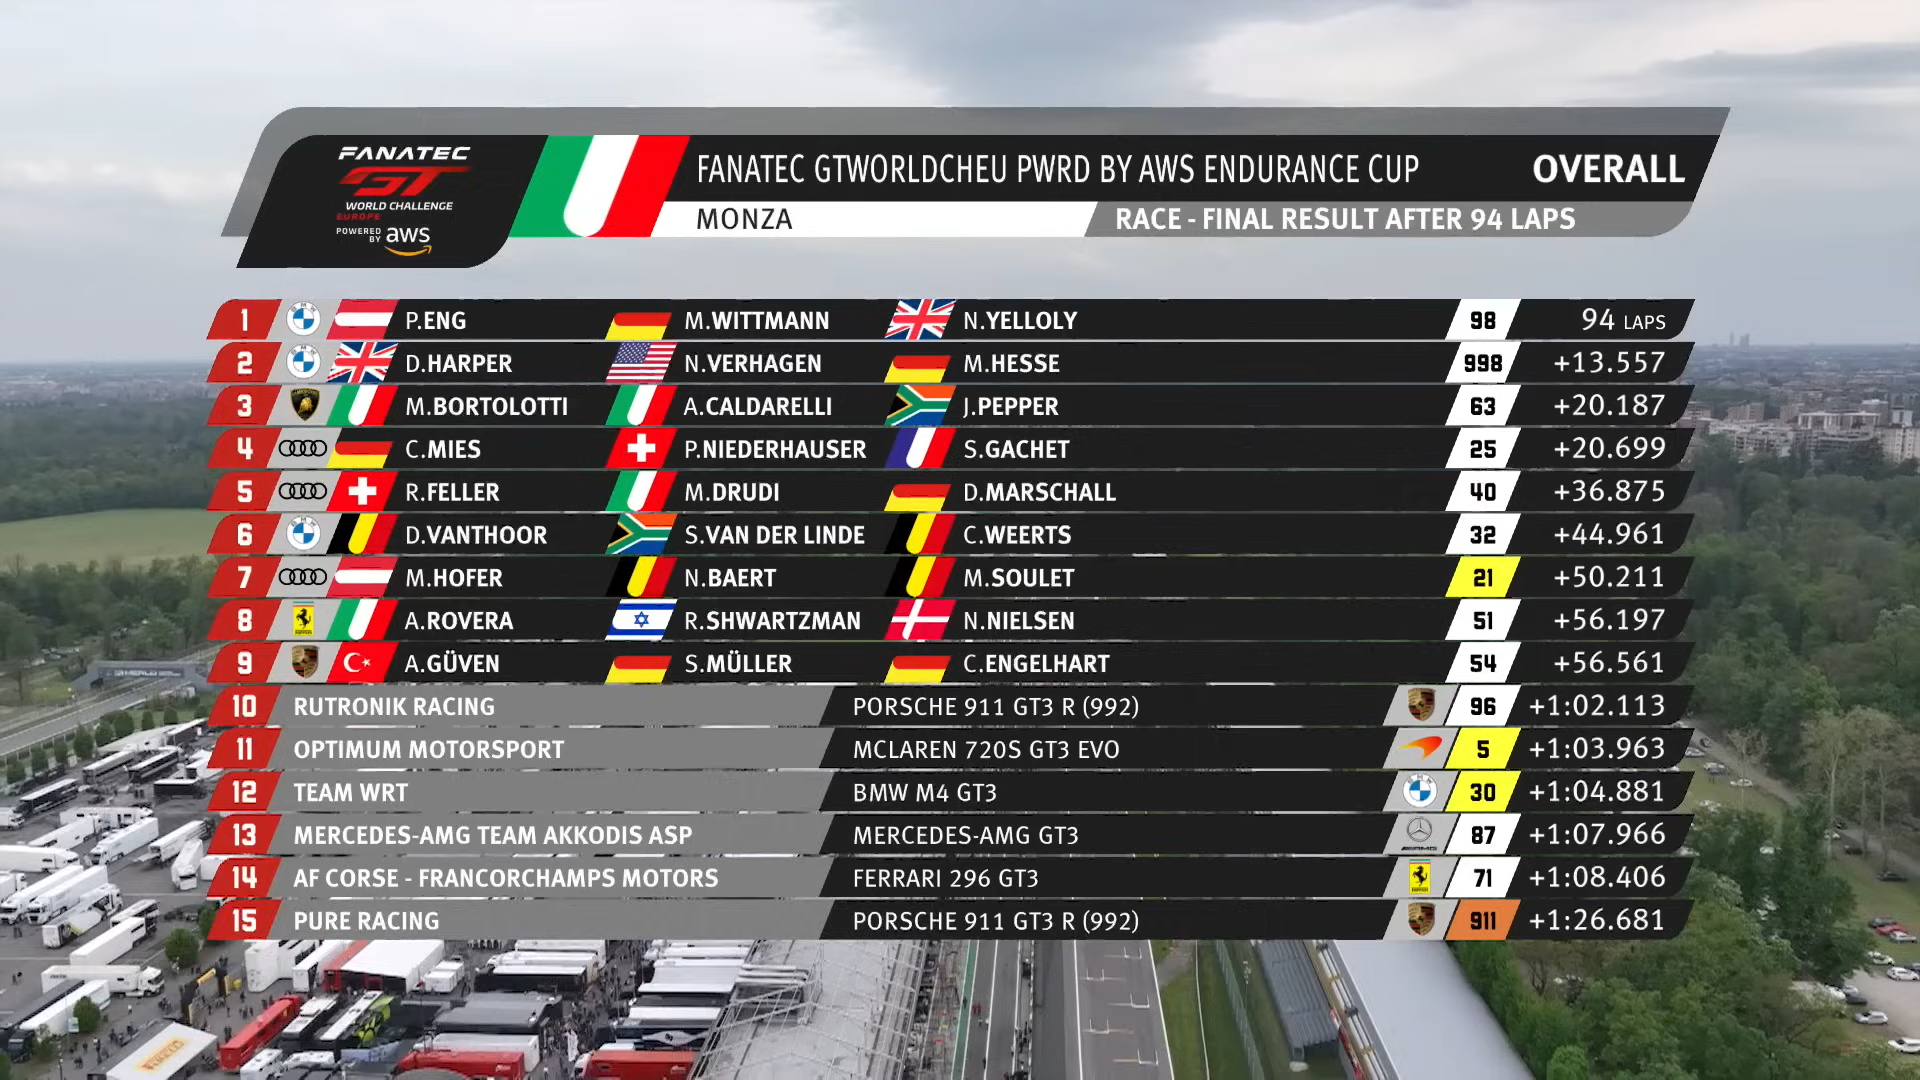 FANATEC
GT
WORLD CHALLENGE
EUROPE
POWERED BY aws
FANATEC GTWORLDCHEU PWRD BY AWS ENDURANCE CUP OVERALL
MONZA RACE - FINAL RESULT AFTER 94 LAPS
1 P.ENG M.WITTMANN N.YELLOLY 98 94 LAPS
2 D.HARPER N.VERHAGEN M.HESSE 998 +13.557
3 M.BORTOLOTTI A.CALDARELLI J.PEPPER 63 +20.187
4 C.MIES P.NIEDERHAUSER S.GACHET 25 +20.699
5 R.FELLER M.DRUDI D.MARSCHALL 40 +36.875
6 D.VANTHOOR S.VAN DER LINDE C.WEERTS 32 +44.961
7 M.HOFER N.BAERT M.SOULET 21 +50.211
8 A.ROVERA R.SHWARTZMAN N.NIELSEN 51 +56.197
9 A.GÜVEN S.MÜLLER C.ENGELHART 54 +56.561
10 RUTRONIK RACING PORSCHE 911 GT3 R (992) 96 +1:02.113
11 OPTIMUM MOTORSPORT MCLAREN 720S GT3 EVO 5 +1:03.963
12 TEAM WRT BMW M4 GT3 30 +1:04.881
13 MERCEDES-AMG TEAM AKKODIS ASP MERCEDES-AMG GT3 87 +1:07.966
14 AF CORSE - FRANCORCHAMPS MOTORS FERRARI 296 GT3 71 +1:08.406
15 PURE RACING PORSCHE 911 GT3 R (992) 911 +1:26.681